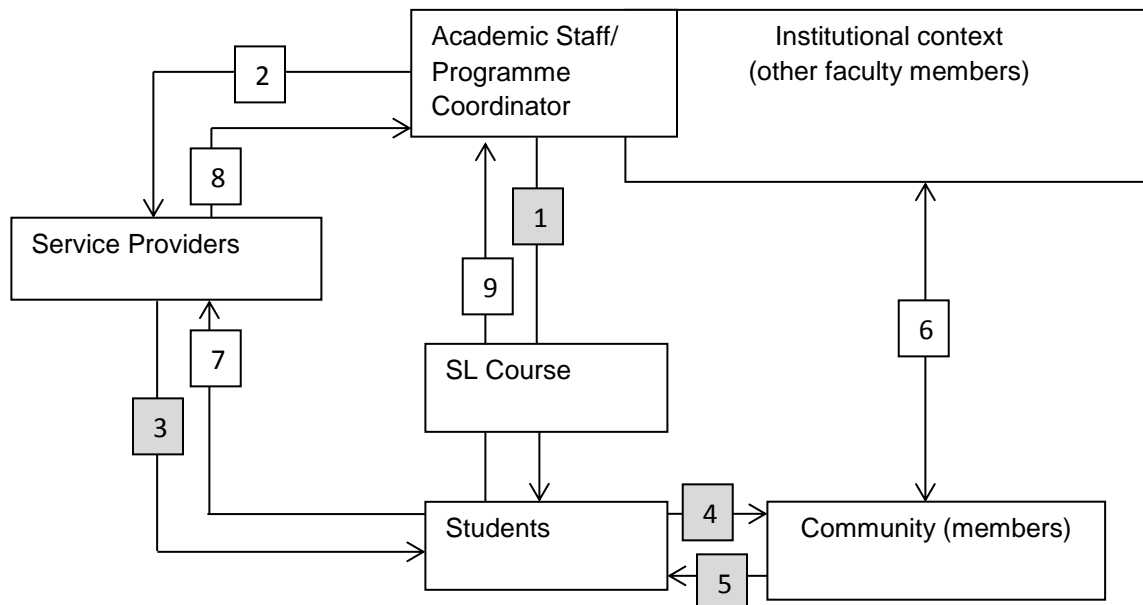 Academic Staff/
Programme
Coordinator
Institutional context
(other faculty members)
2
8
1
Service Providers
9
6
7
SL Course
3
Students
4
Community (members)
5